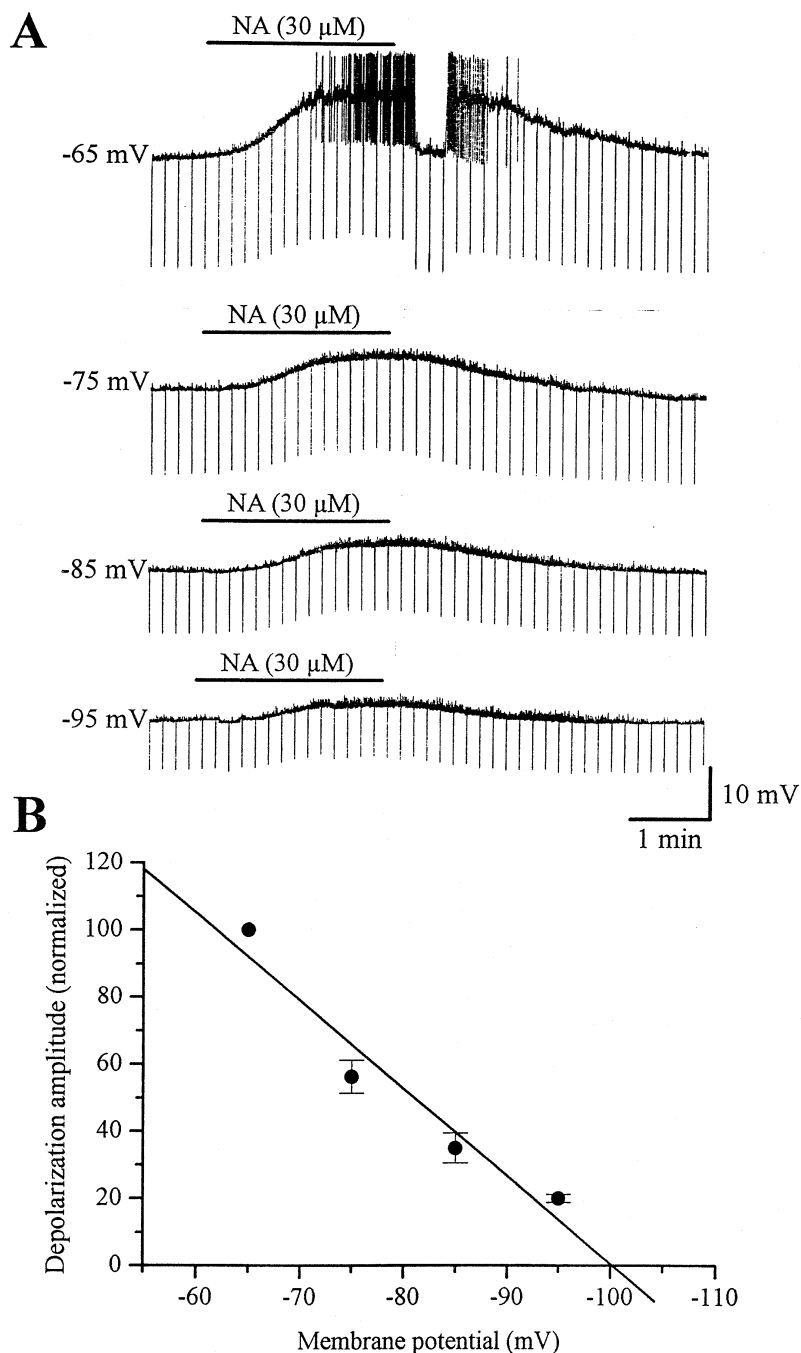 A
NA (30 µM)
-65 mV
NA (30 µM)
-75 mV
NA (30 µM)
-85 mV
NA (30 µM)
-95 mV
10 mV
1 min
B
Depolarization amplitude (normalized)
120
100
80
60
40
20
0
-60 -70 -80 -90 -100 -110
Membrane potential (mV)